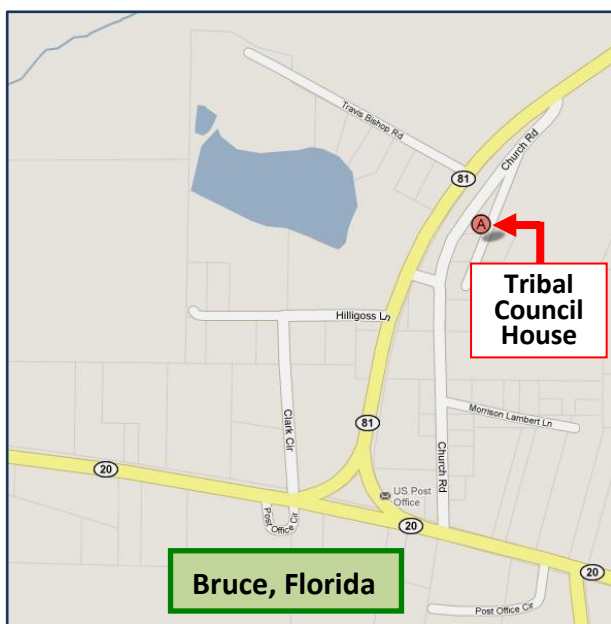 Travis Bishop Rd
Church Rd
81
A
Tribal
Council
House
Hilligoss Ln
Clark Cir
81
Morrison Lambert Ln
Church Rd
20
US Post
Office
Post Office Cir
20
20
Bruce, Florida
Post Office Cir